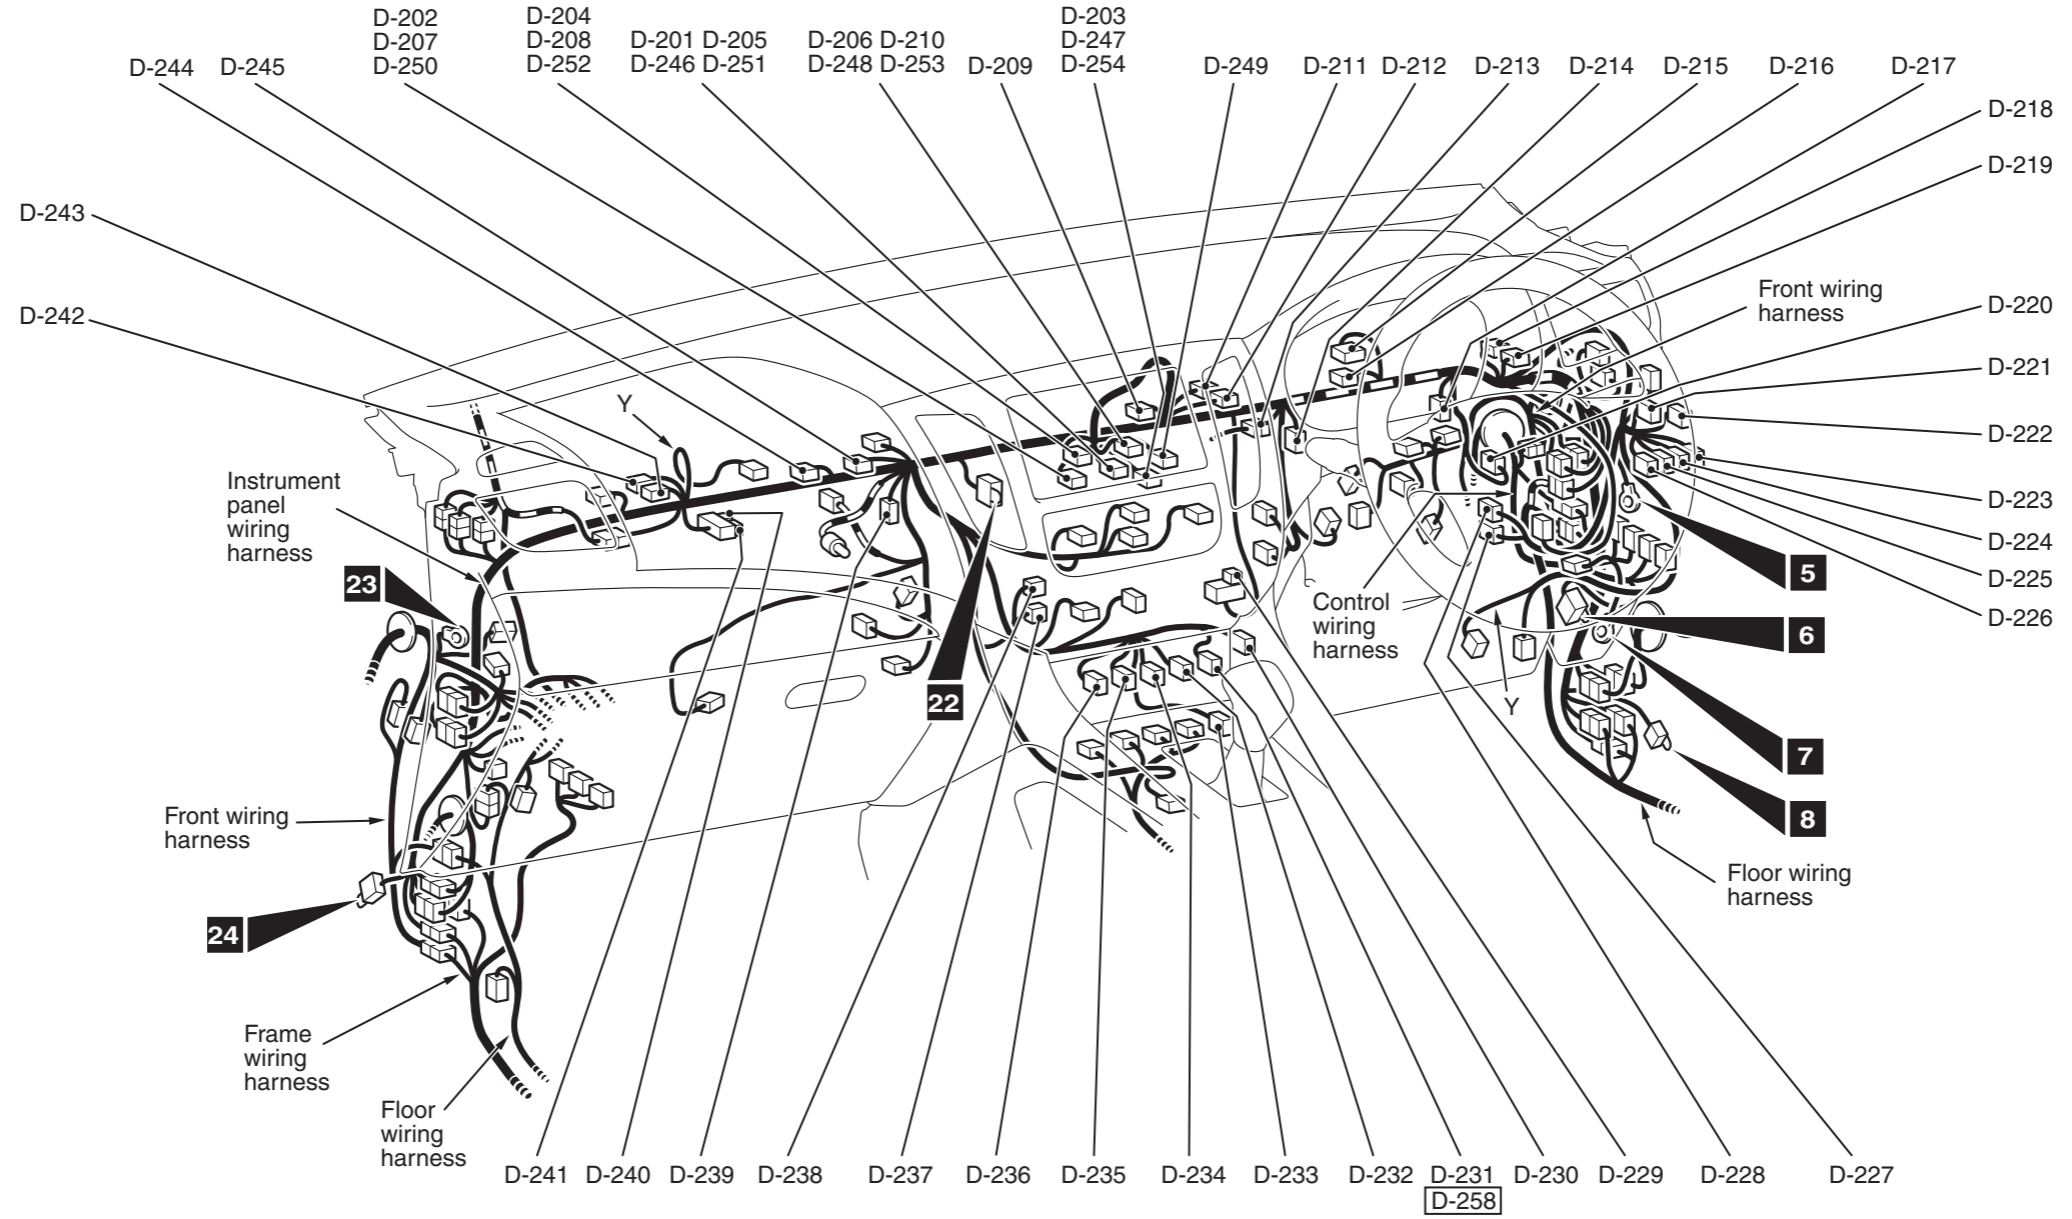 D-202
D-207
D-250
D-204
D-208
D-252
D-201 D-205
D-246 D-251
D-206 D-210
D-248 D-253
D-203
D-247
D-254
D-244
D-245
D-209
D-249
D-211
D-212
D-213
D-214
D-215
D-216
D-217
D-218
D-219
D-243
D-242
Front wiring
harness
D-220
D-221
D-222
D-223
D-224
D-225
D-226
Y
Instrument
panel
wiring
harness
23
22
5
6
7
8
Control
wiring
harness
Y
Front wiring
harness
24
Floor wiring
harness
Frame
wiring
harness
Floor
wiring
harness
D-241
D-240
D-239
D-238
D-237
D-236
D-235
D-234
D-233
D-232
D-231
D-258
D-230
D-229
D-228
D-227